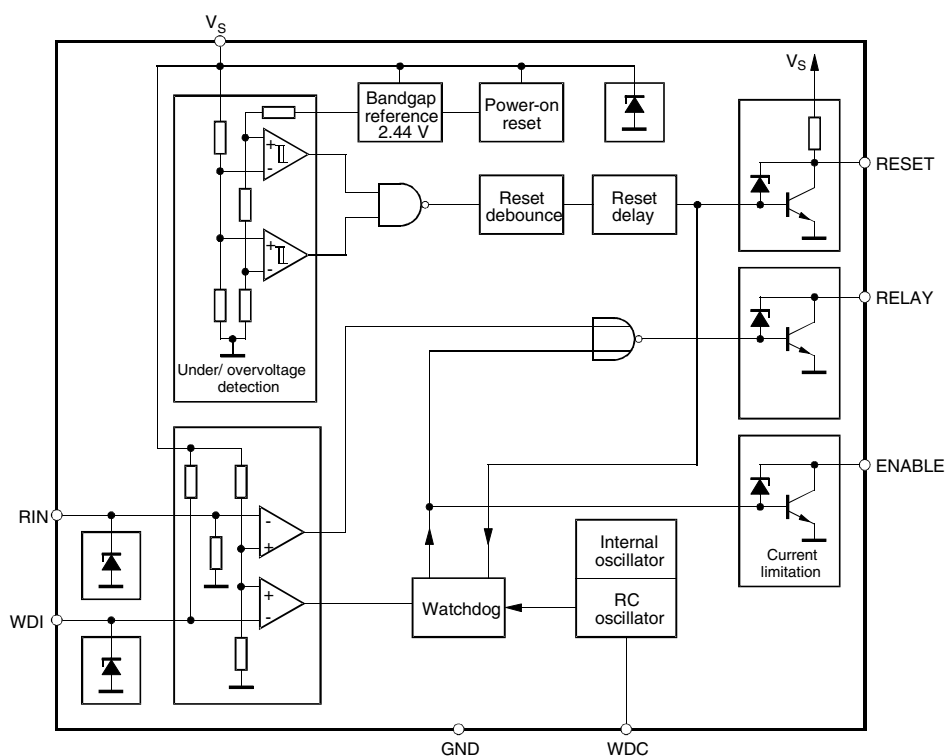 VS
VS
Bandgap
reference
2.44 V
Power-on
reset
RESET
+
-
Reset
debounce
Reset
delay
+
-
RELAY
Under/ overvoltage
detection
ENABLE
RIN
-
+
Internal
oscillator
Current
limitation
+
-
Watchdog
RC
oscillator
WDI
GND
WDC